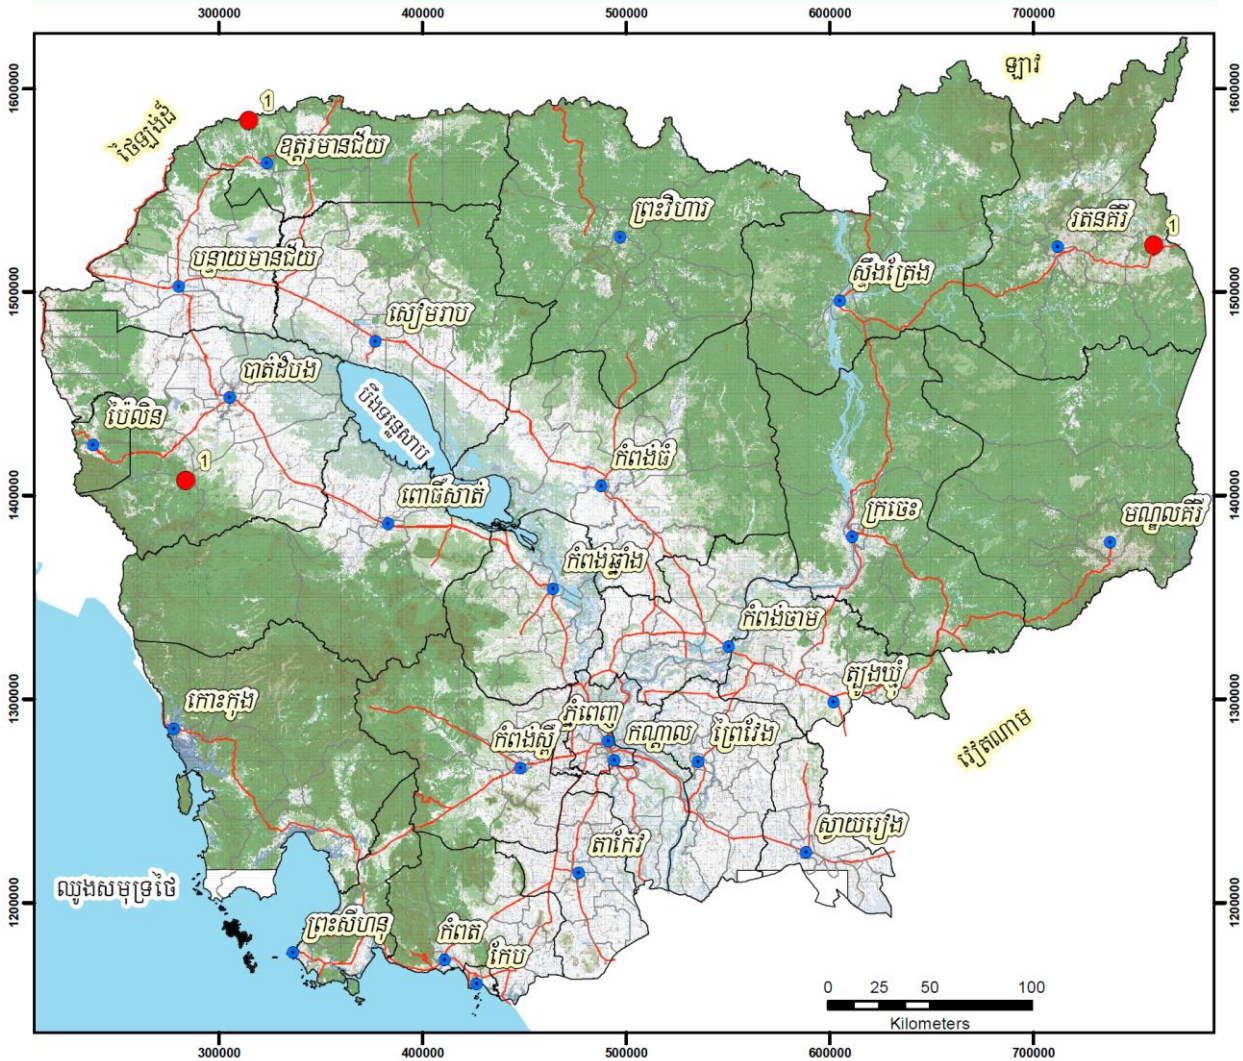 300000 400000 500000 600000 700000
ឡាវ
1600000 1600000
1
ថៃឡង់ដ៍
ឧត្តរមានជ័យ
ព្រះវិហារ
រតនគិរី
1
បន្ទាយមានជ័យ
ស្ទឹងត្រែង
1500000 1500000
សៀមរាប
បាត់ដំបង
បឹងទន្លេសាប
ប៉ៃលិន
1
កំពង់ធំ
ពោធិ៍សាត់
1400000 1400000
ក្រចេះ
មណ្ឌលគិរី
កំពង់ឆ្នាំង
កំពង់ចាម
ត្បូងឃ្មុំ
កោះកុង
1300000 1300000
ភ្នំពេញ
កំពង់ស្ពឺ
កណ្ដាល
ព្រៃវែង
វៀតណាម
ស្វាយរៀង
តាកែវ
ឈូងសមុទ្រថៃ
1200000 1200000
ព្រះសីហនុ
កំពត
កែប
0 25 50 100
Kilometers
300000 400000 500000 600000 700000